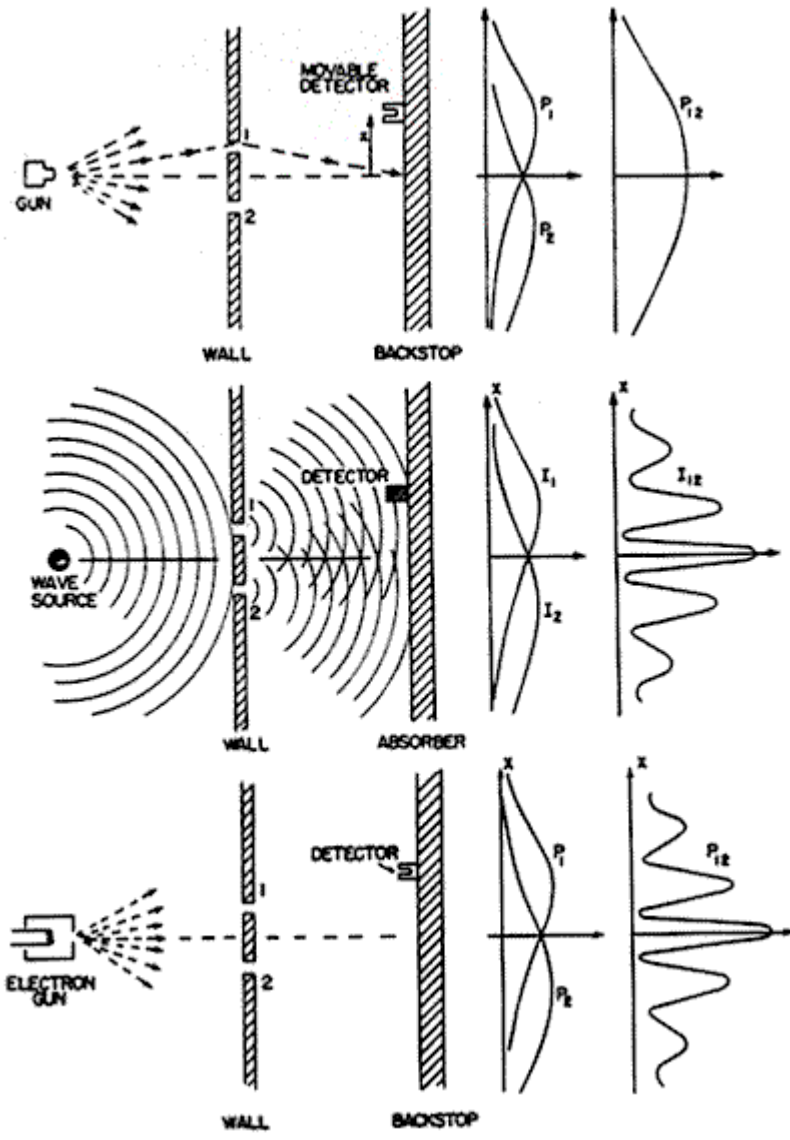 MOVABLE
DETECTOR
x
P₁
P₁₂
1
GUN
2
P₂
WALL
BACKSTOP
x
DETECTOR
I₁
I₁₂
1
WAVE
SOURCE
2
I₂
WALL
ABSORBER
x
x
DETECTOR
P₁
P₁₂
1
ELECTRON
GUN
2
P₂
WALL
BACKSTOP